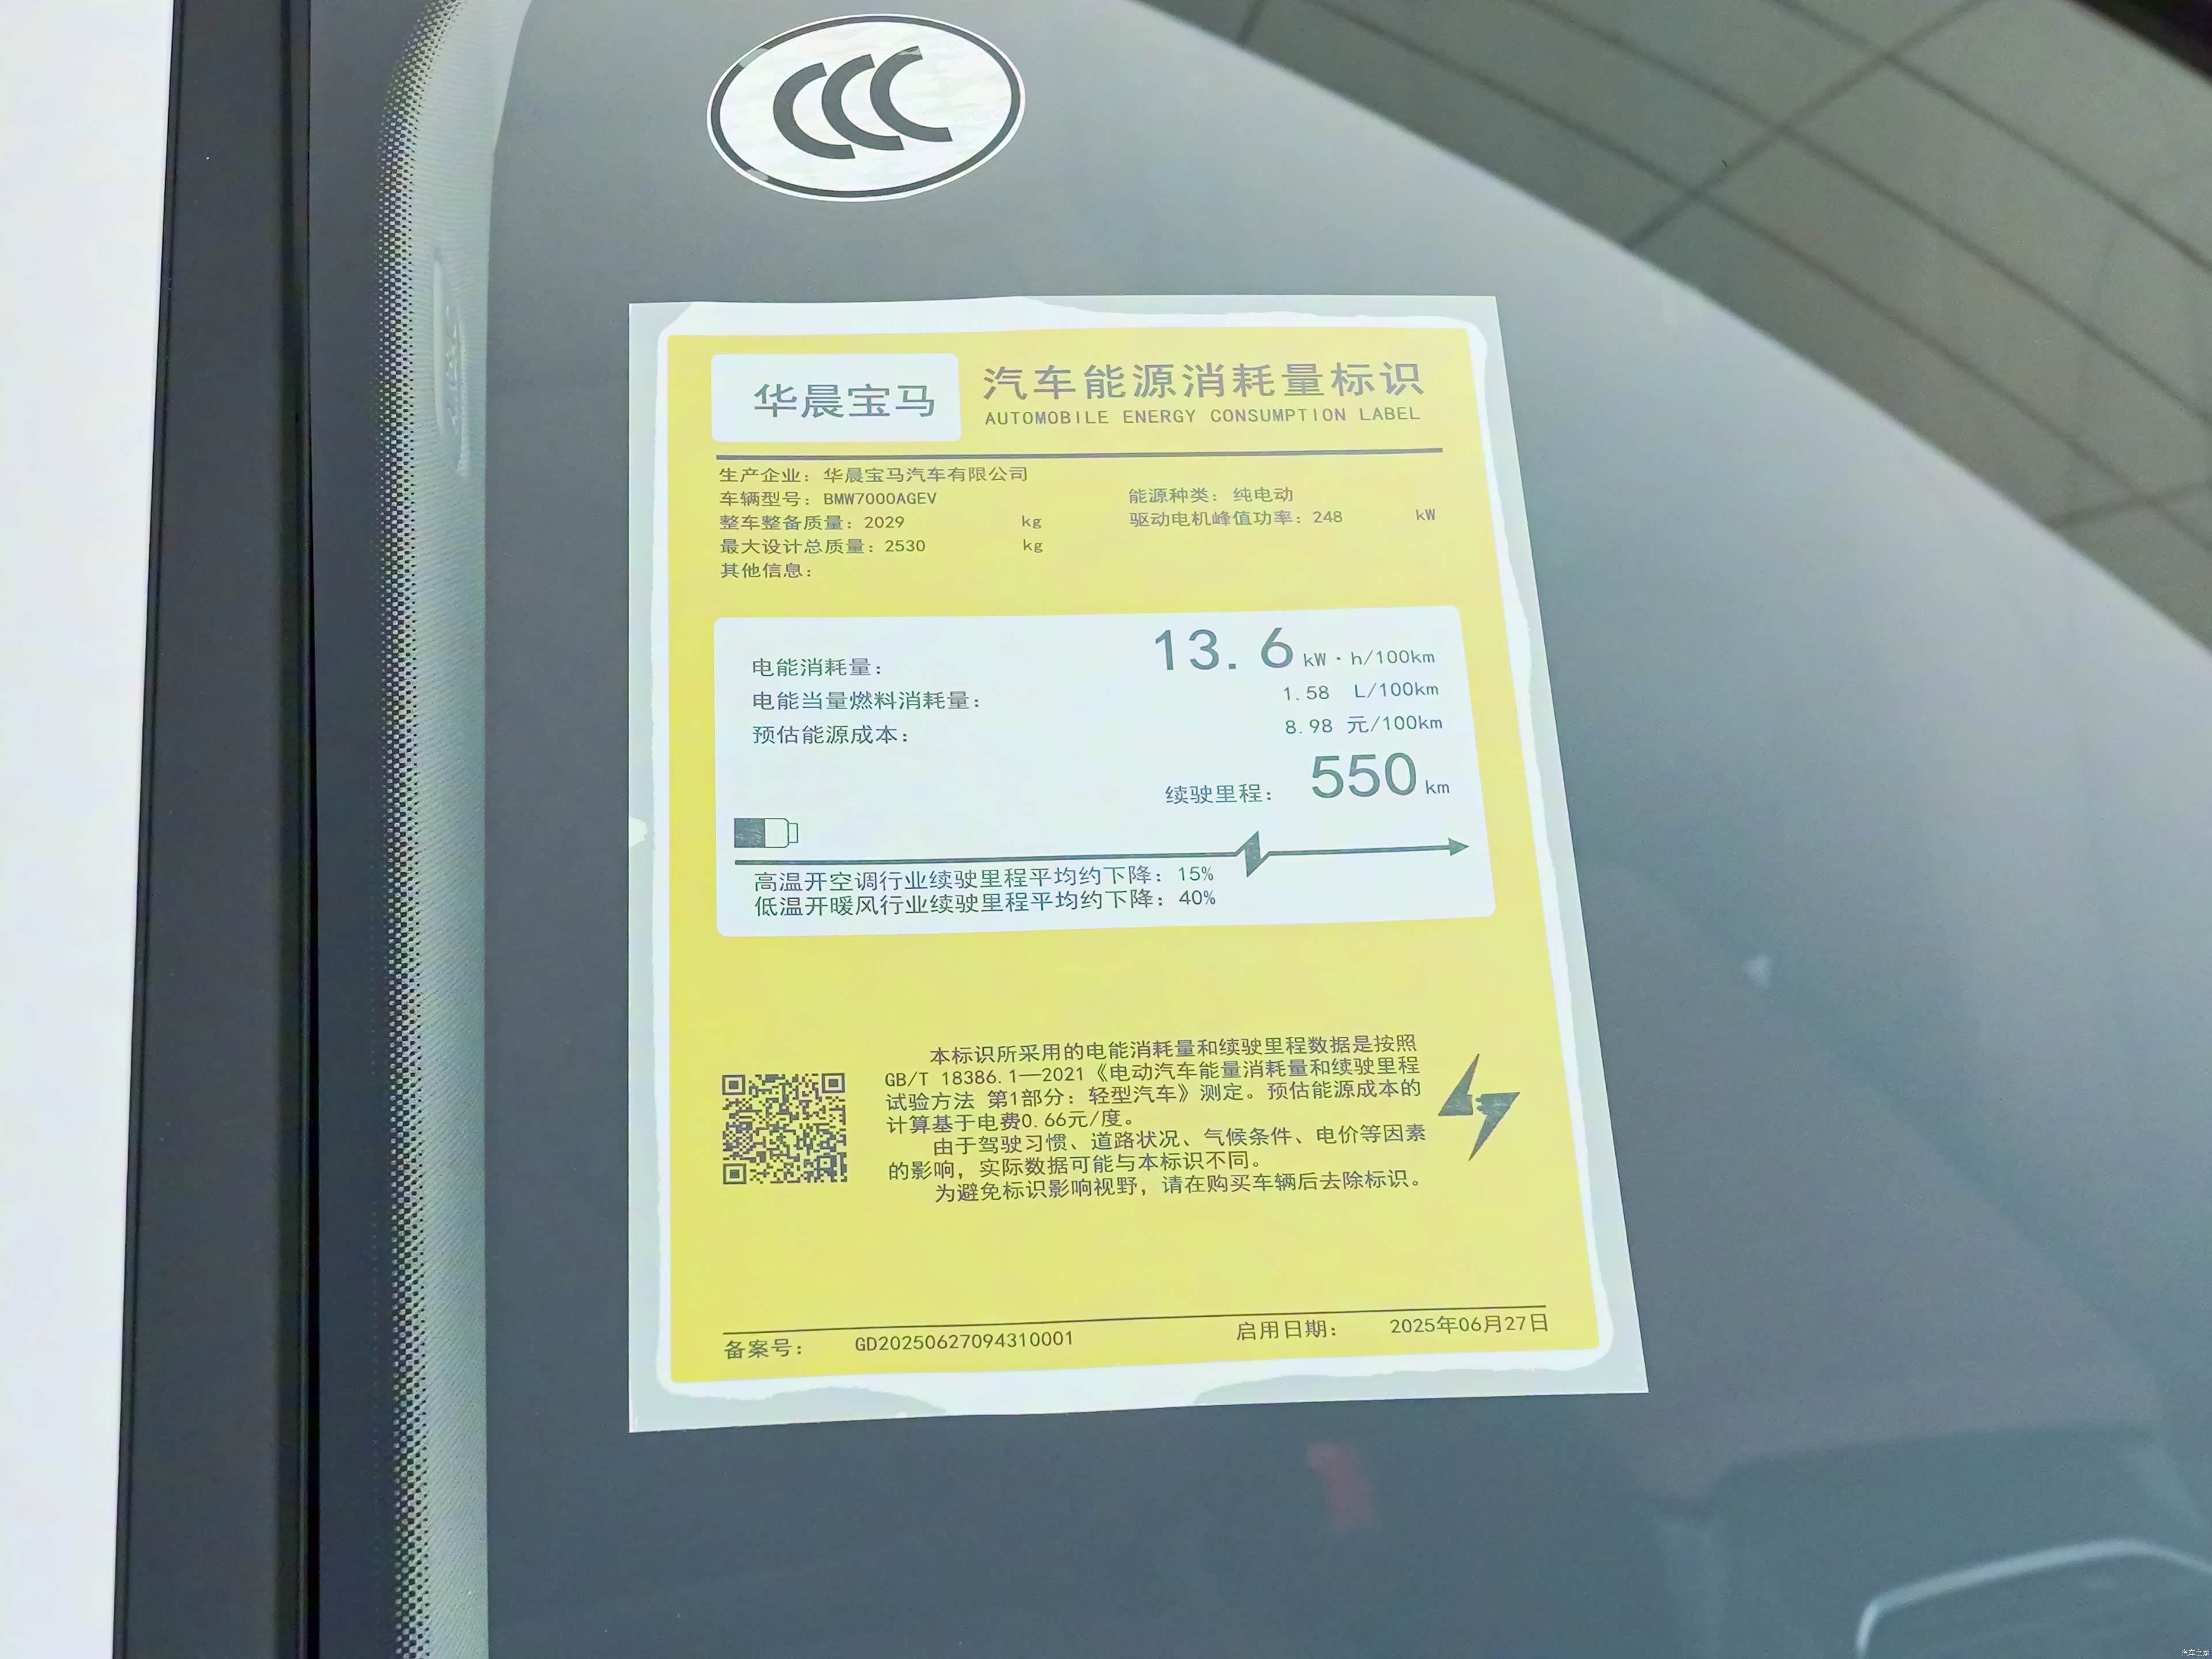 CCC
华晨宝马
汽车能源消耗量标识
AUTOMOBILE ENERGY CONSUMPTION LABEL
生产企业：华晨宝马汽车有限公司
车辆型号：BMW7000AGEV
能源种类：纯电动
整车整备质量：2029 kg
驱动电机峰值功率：248 kW
最大设计总质量：2530 kg
其他信息：
电能消耗量： 13.6 kW·h/100km
电能当量燃料消耗量： 1.58 L/100km
预估能源成本： 8.98 元/100km
续驶里程： 550 km
高温开空调行业续驶里程平均约下降：15%
低温开暖风行业续驶里程平均约下降：40%
本标识所采用的电能消耗量和续驶里程数据是按照
GB/T 18386.1—2021《电动汽车能量消耗量和续驶里程
试验方法 第1部分：轻型汽车》测定。预估能源成本的
计算基于电费0.66元/度。
由于驾驶习惯、道路状况、气候条件、电价等因素
的影响，实际数据可能与本标识不同。
为避免标识影响视野，请在购买车辆后去除标识。
备案号： GD20250627094310001 启用日期： 2025年06月27日
汽车之家